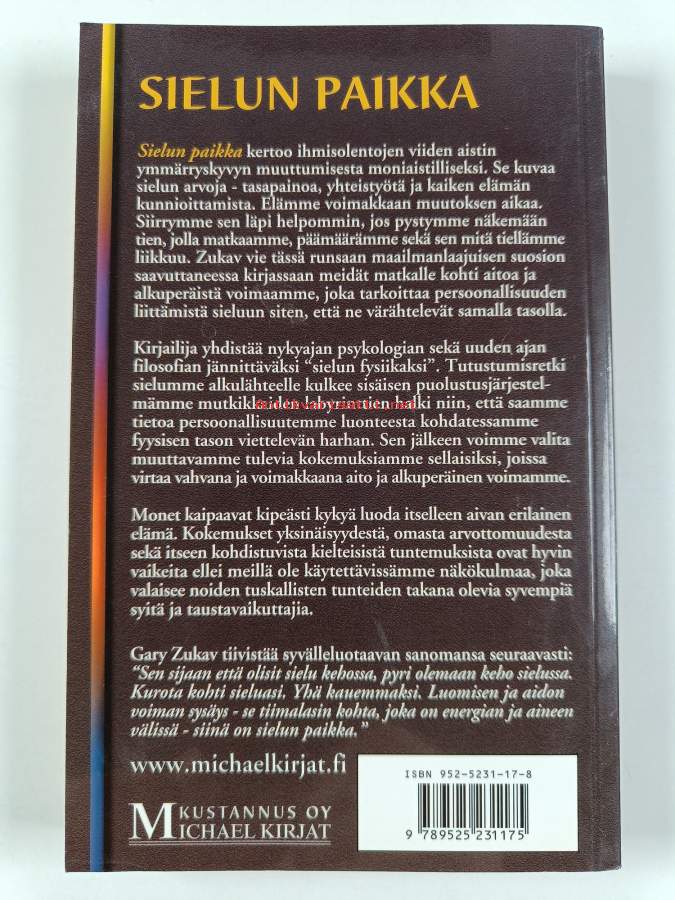 SIELUN PAIKKA
Sielun paikka kertoo ihmisolentojen viiden aistin
ymmärryskyvyn muuttumisesta moniaistilliseksi. Se kuvaa
sielun arvoja - tasapainoa, yhteistyötä ja kaiken elämän
kunnioittamista. Elämme voimakkaan muutoksen aikaa.
Siirrymme sen läpi helpommin, jos pystymme näkemään
tien, jolla matkaamme, päämäärämme sekä sen mitä tiellämme
liikkuu. Zukav vie tässä runsaan maailmanlaajuisen suosion
saavuttaneessa kirjassaan meidät matkalle kohti aitoa ja
alkuperäistä voimaamme, joka tarkoittaa persoonallisuuden
liittämistä sieluun siten, että ne värähtelevät samalla tasolla.
Kirjailija yhdistää nykyajan psykologian sekä uuden ajan
filosofian jännittäväksi “sielun fysiikaksi”. Tutustumisretki
sielumme alkulähteelle kulkee sisäisen puolustusjärjestel-
mämme mutkikkaiden labyrinttien halki niin, että saamme
tietoa persoonallisuutemme luonteesta kohdatessamme
fyysisen tason viettelevän harhan. Sen jälkeen voimme valita
muuttavamme tulevia kokemuksiamme sellaisiksi, joissa
virtaa vahvana ja voimakkaana aito ja alkuperäinen voimamme.
Monet kaipaavat kipeästi kykyä luoda itselleen aivan erilainen
elämä. Kokemukset yksinäisyydestä, omasta arvottomuudesta
sekä itseen kohdistuvista kielteisistä tuntemuksista ovat hyvin
vaikeita ellei meillä ole käytettävissämme näkökulmaa, joka
valaisee noiden tuskallisten tunteiden takana olevia syvempiä
syitä ja taustavaikuttajia.
Gary Zukav tiivistää syvälleluotaavan sanomansa seuraavasti:
“Sen sijaan että olisit sielu kehossa, pyri olemaan keho sielussa.
Kurota kohti sieluasi. Yhä kauemmaksi. Luomisen ja aidon
voiman sysäys - se tiimalasin kohta, joka on energian ja aineen
välissä - siinä on sielun paikka.”
www.michaelkirjat.fi
ISBN 952-5231-17-8
KUSTANNUS OY
MICHAEL KIRJAT
9 789525 231175